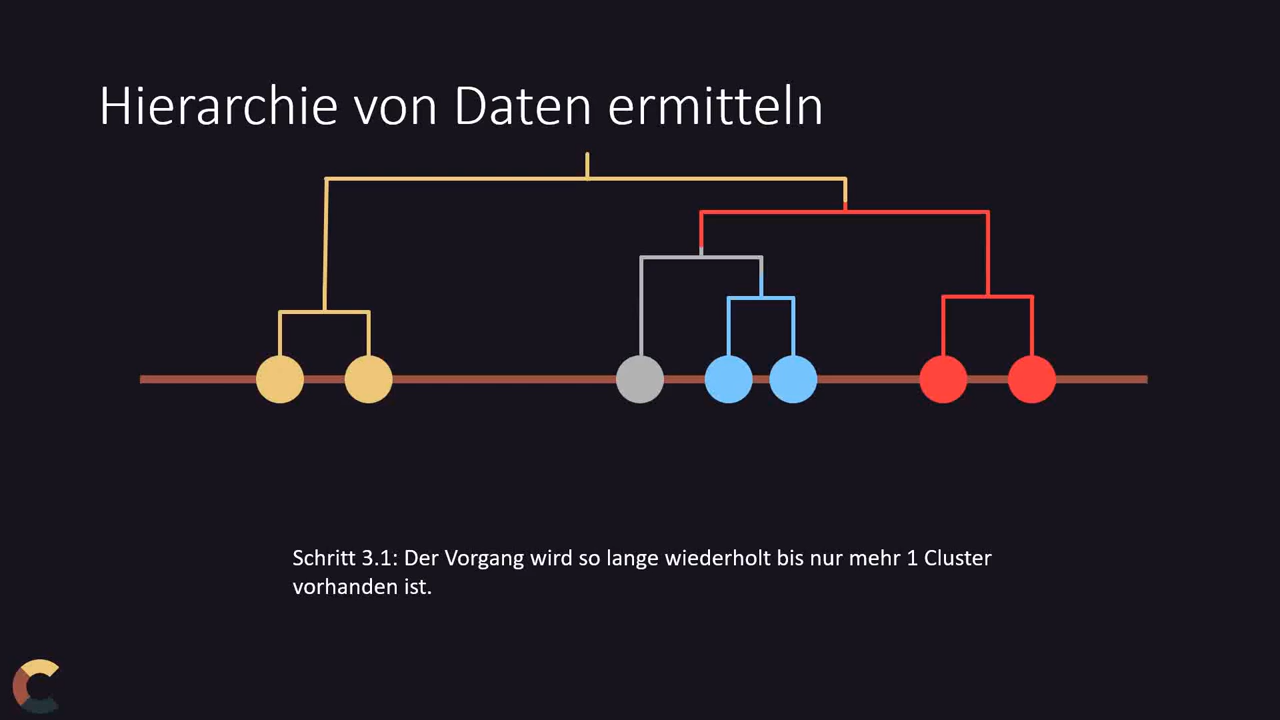 Hierarchie von Daten ermitteln
Schritt 3.1: Der Vorgang wird so lange wiederholt bis nur mehr 1 Cluster
vorhanden ist.